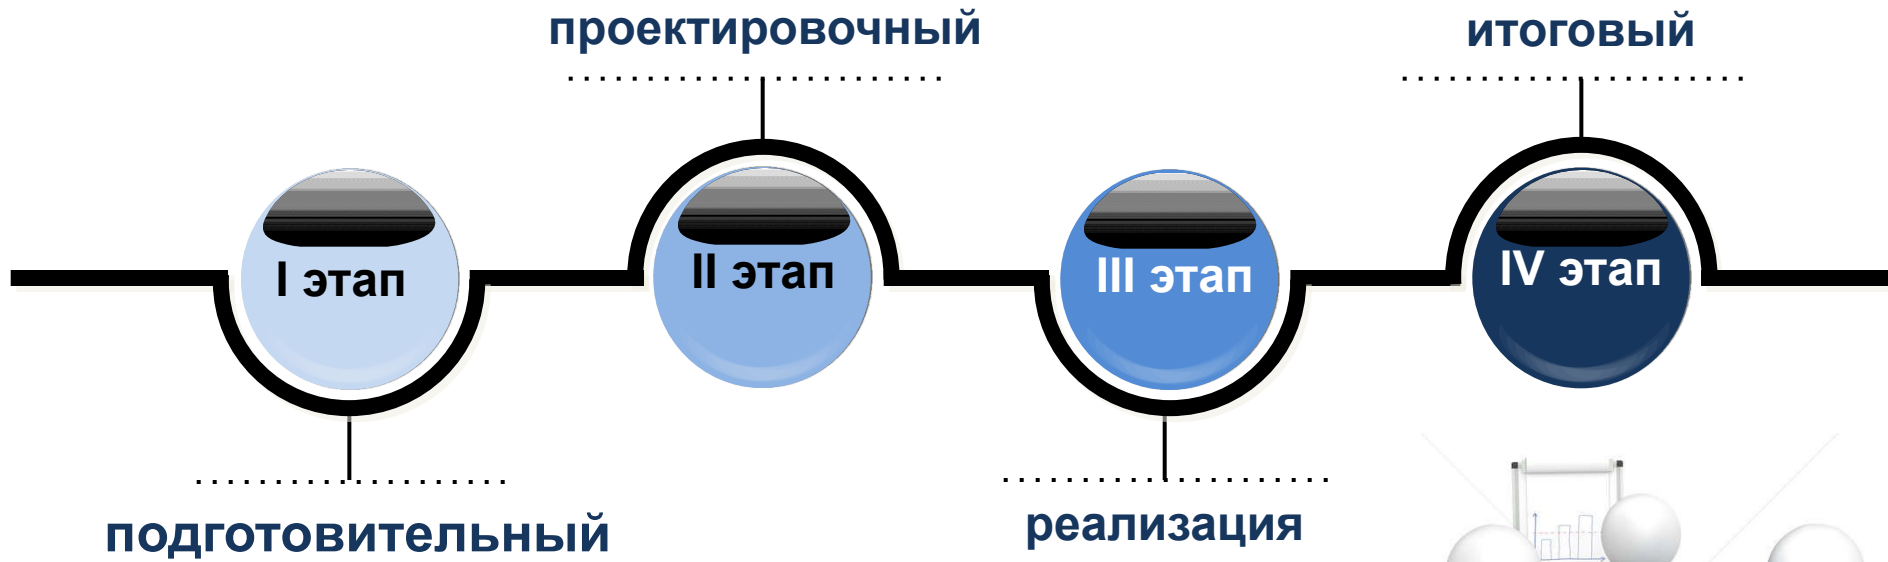 проектировочный
итоговый
I этап
II этап
III этап
IV этап
подготовительный
реализация